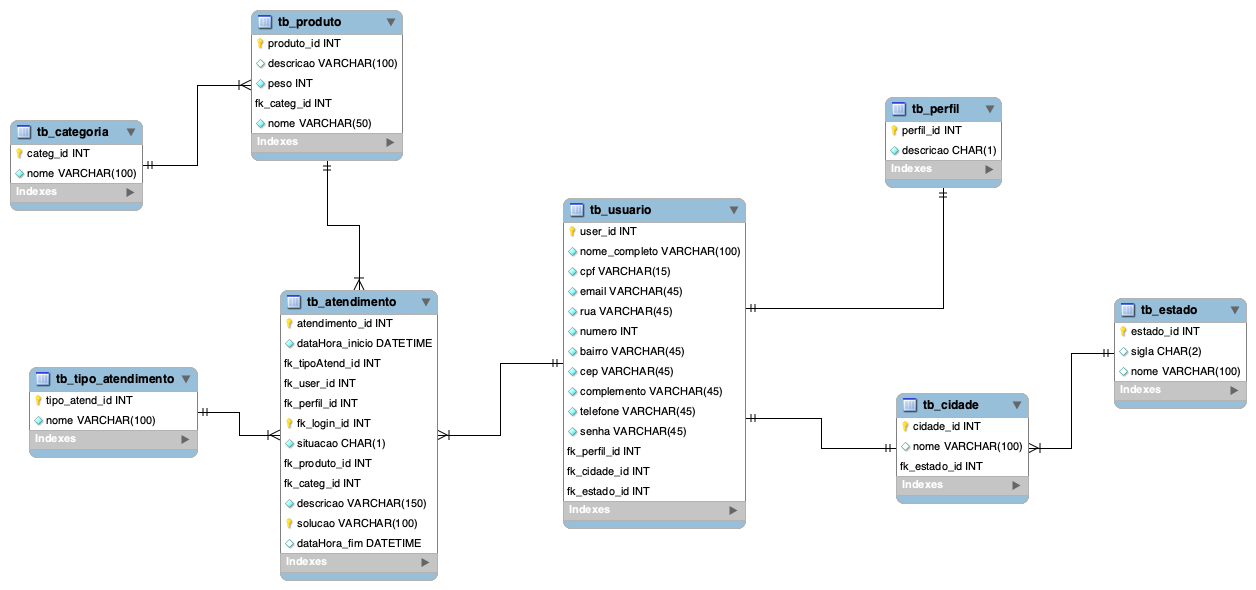 tb_produto
produto_id INT
descricao VARCHAR(100)
peso INT
fk_categ_id INT
nome VARCHAR(50)
Indexes
tb_categoria
categ_id INT
nome VARCHAR(100)
Indexes
tb_perfil
perfil_id INT
descricao CHAR(1)
Indexes
tb_usuario
user_id INT
nome_completo VARCHAR(100)
cpf VARCHAR(15)
email VARCHAR(45)
rua VARCHAR(45)
numero INT
bairro VARCHAR(45)
cep VARCHAR(45)
complemento VARCHAR(45)
telefone VARCHAR(45)
senha VARCHAR(45)
fk_perfil_id INT
fk_cidade_id INT
fk_estado_id INT
Indexes
tb_atendimento
atendimento_id INT
dataHora_inicio DATETIME
fk_tipoAtend_id INT
fk_user_id INT
fk_perfil_id INT
fk_login_id INT
situacao CHAR(1)
fk_produto_id INT
fk_categ_id INT
descricao VARCHAR(150)
solucao VARCHAR(100)
dataHora_fim DATETIME
Indexes
tb_tipo_atendimento
tipo_atend_id INT
nome VARCHAR(100)
Indexes
tb_estado
estado_id INT
sigla CHAR(2)
nome VARCHAR(100)
Indexes
tb_cidade
cidade_id INT
nome VARCHAR(100)
fk_estado_id INT
Indexes